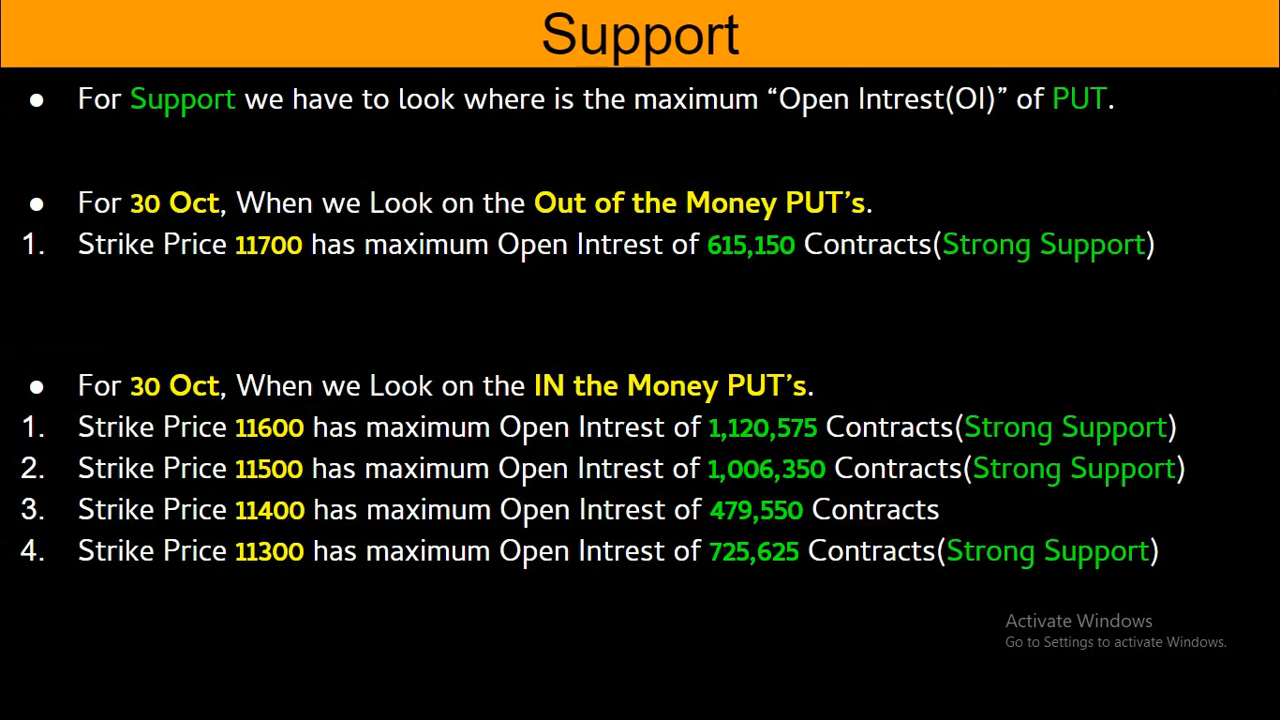 Support
● For Support we have to look where is the maximum “Open Intrest(OI)” of PUT.
● For 30 Oct, When we Look on the Out of the Money PUT’s.
1. Strike Price 11700 has maximum Open Intrest of 615,150 Contracts(Strong Support)
● For 30 Oct, When we Look on the IN the Money PUT’s.
1. Strike Price 11600 has maximum Open Intrest of 1,120,575 Contracts(Strong Support)
2. Strike Price 11500 has maximum Open Intrest of 1,006,350 Contracts(Strong Support)
3. Strike Price 11400 has maximum Open Intrest of 479,550 Contracts
4. Strike Price 11300 has maximum Open Intrest of 725,625 Contracts(Strong Support)
Activate Windows
Go to Settings to activate Windows.